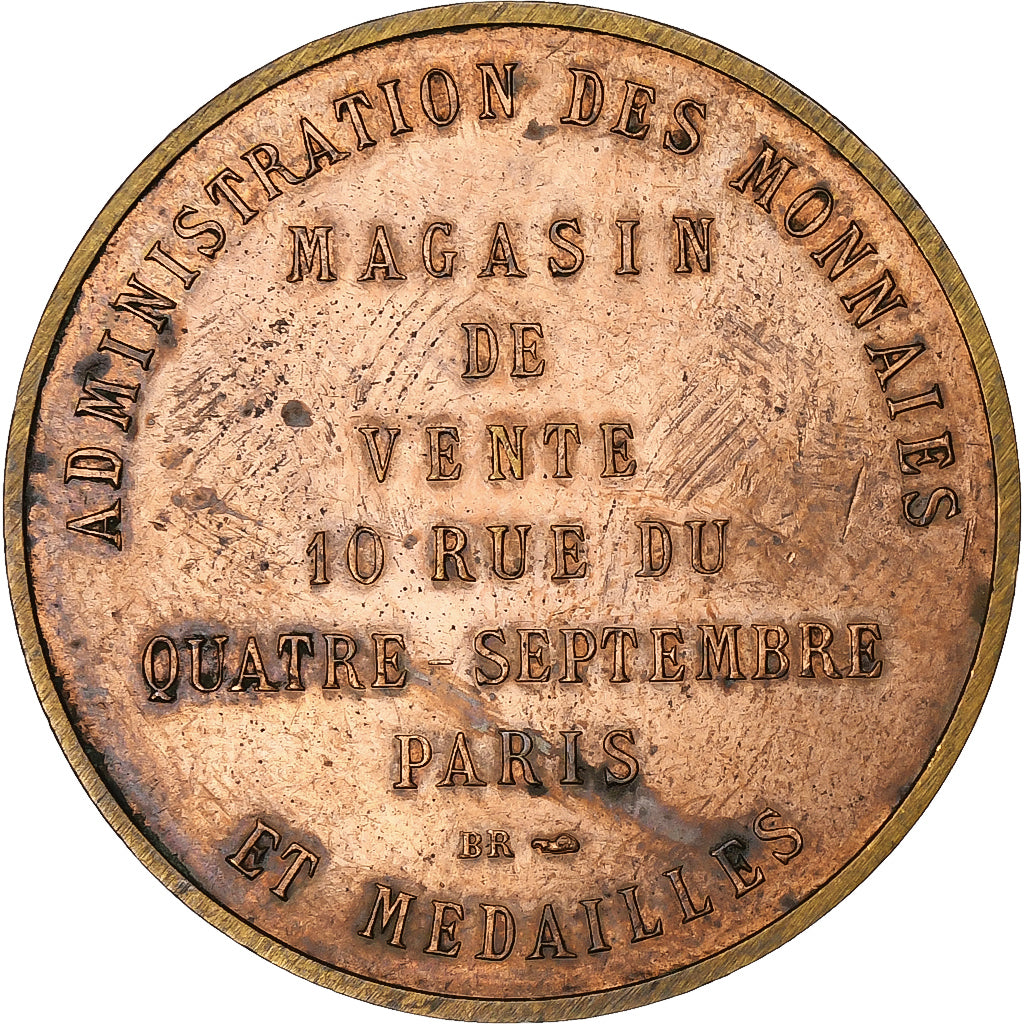 ADMINISTRATION DES MONNAIES
MAGASIN
DE
VENTE
10 RUE DU
QUATRE-SEPTEMBRE
PARIS
BR
ET MEDAILLES